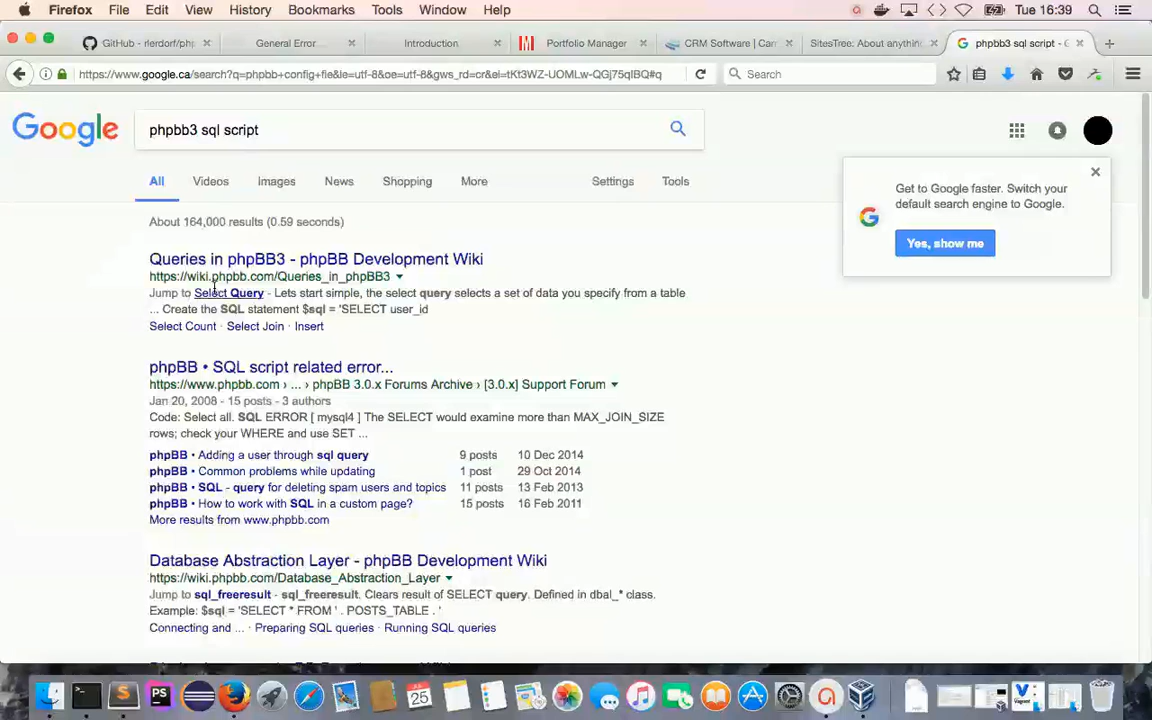 Firefox File Edit View History Bookmarks Tools Window Help Tue 16:39
GitHub - rlerdorf/php General Error Introduction Portfolio Manager CRM Software | Can SitesTree: About anythin phpbb3 sql script - G
https://www.google.ca/search?q=phpbb+config+fie&ie=utf-8&oe=utf-8&gws_rd=cr&ei=tKt3WZ-UOMLw-QGj75qIBQ#q Search
Google phpbb3 sql script
All Videos Images News Shopping More Settings Tools
Get to Google faster. Switch your
default search engine to Google.
Yes, show me
About 164,000 results (0.59 seconds)
Queries in phpBB3 - phpBB Development Wiki
https://wiki.phpbb.com/Queries_in_phpBB3
Jump to Select Query - Lets start simple, the select query selects a set of data you specify from a table
... Create the SQL statement $sql = 'SELECT user_id
Select Count · Select Join · Insert
phpBB • SQL script related error...
https://www.phpbb.com › ... › phpBB 3.0.x Forums Archive › [3.0.x] Support Forum
Jan 20, 2008 - 15 posts - 3 authors
Code: Select all. SQL ERROR [ mysql4 ] The SELECT would examine more than MAX_JOIN_SIZE
rows; check your WHERE and use SET ...
phpBB • Adding a user through sql query 9 posts 10 Dec 2014
phpBB • Common problems while updating 1 post 29 Oct 2014
phpBB • SQL - query for deleting spam users and topics 11 posts 13 Feb 2013
phpBB • How to work with SQL in a custom page? 15 posts 16 Feb 2011
More results from www.phpbb.com
Database Abstraction Layer - phpBB Development Wiki
https://wiki.phpbb.com/Database_Abstraction_Layer
Jump to sql_freeresult - sql_freeresult. Clears result of SELECT query. Defined in dbal_* class.
Example: $sql = 'SELECT * FROM ' . POSTS_TABLE . '
Connecting and ... · Preparing SQL queries · Running SQL queries
PS 25